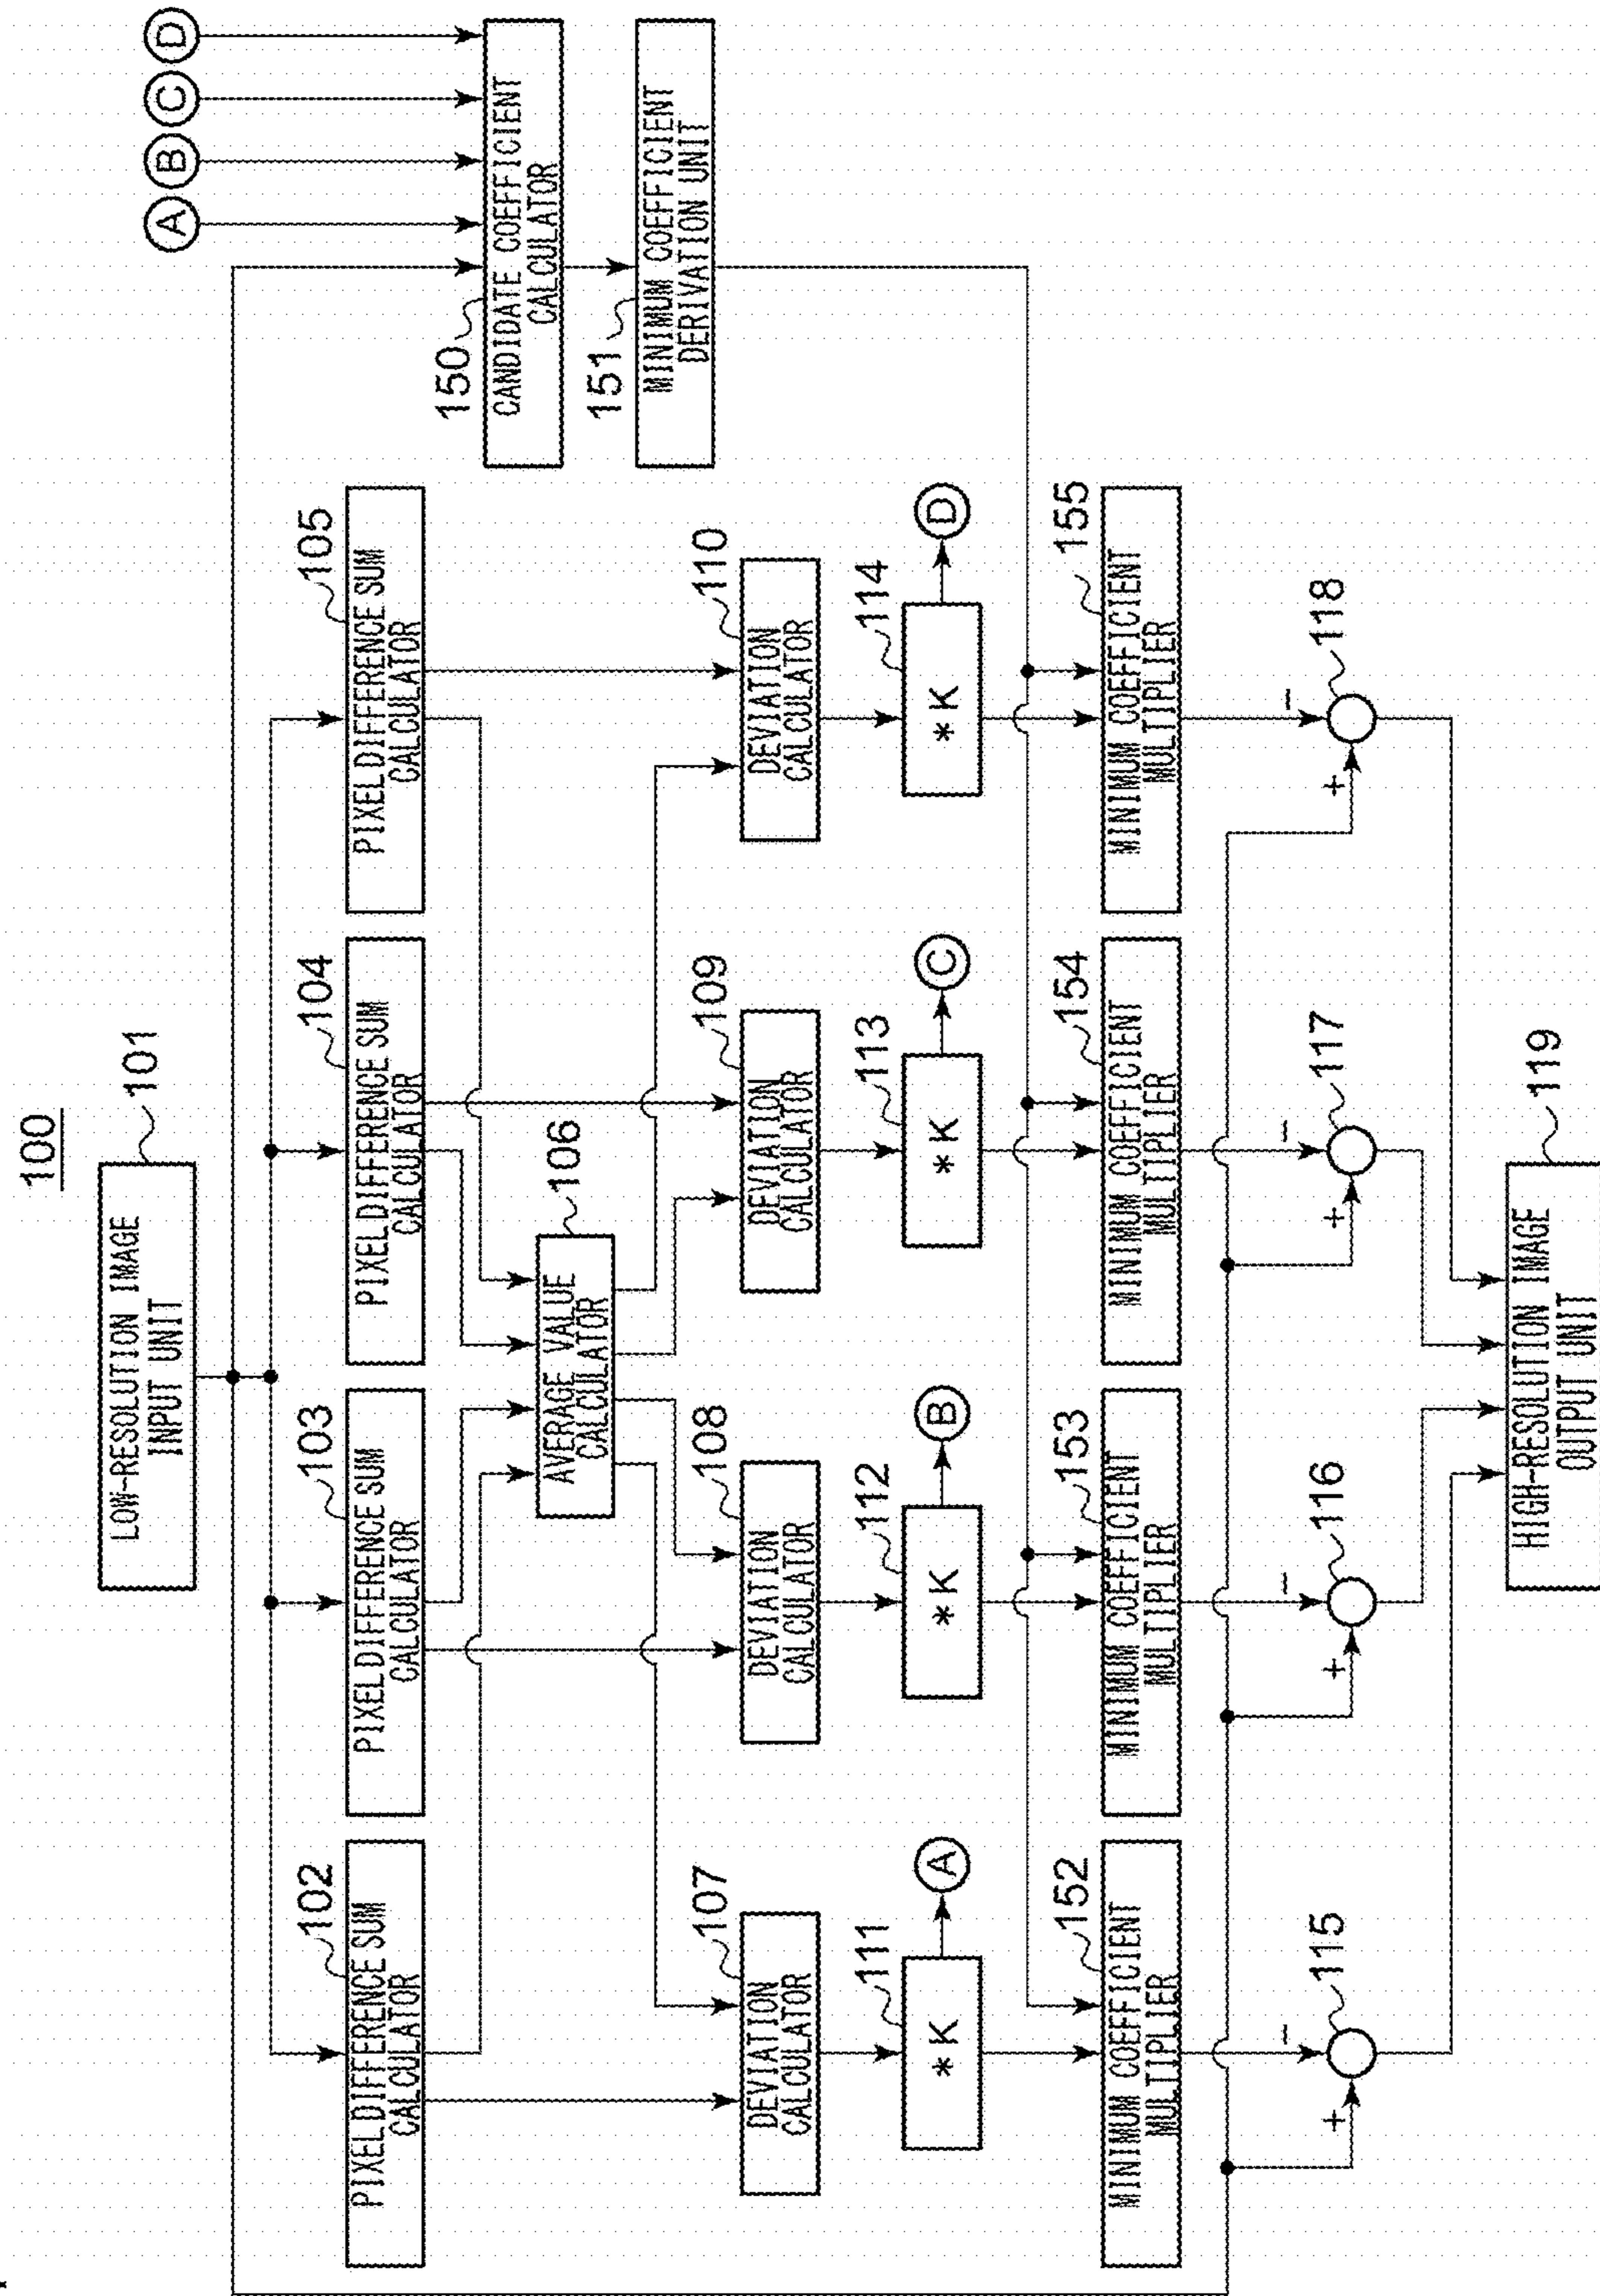 100
LOW-RESOLUTION IMAGE
INPUT UNIT
101
A
B
C
D
PIXEL DIFFERENCE SUM
CALCULATOR
102
PIXEL DIFFERENCE SUM
CALCULATOR
103
PIXEL DIFFERENCE SUM
CALCULATOR
104
PIXEL DIFFERENCE SUM
CALCULATOR
105
150
CANDIDATE COEFFICIENT
CALCULATOR
151
MINIMUM COEFFICIENT
DERIVATION UNIT
AVERAGE VALUE
CALCULATOR
106
DEVIATION
CALCULATOR
107
DEVIATION
CALCULATOR
108
DEVIATION
CALCULATOR
109
DEVIATION
CALCULATOR
110
*K
111
A
*K
112
B
*K
113
C
*K
114
D
MINIMUM COEFFICIENT
MULTIPLIER
152
MINIMUM COEFFICIENT
MULTIPLIER
153
MINIMUM COEFFICIENT
MULTIPLIER
154
MINIMUM COEFFICIENT
MULTIPLIER
155
+
−
115
+
−
116
+
−
117
+
−
118
HIGH-RESOLUTION IMAGE
OUTPUT UNIT
119